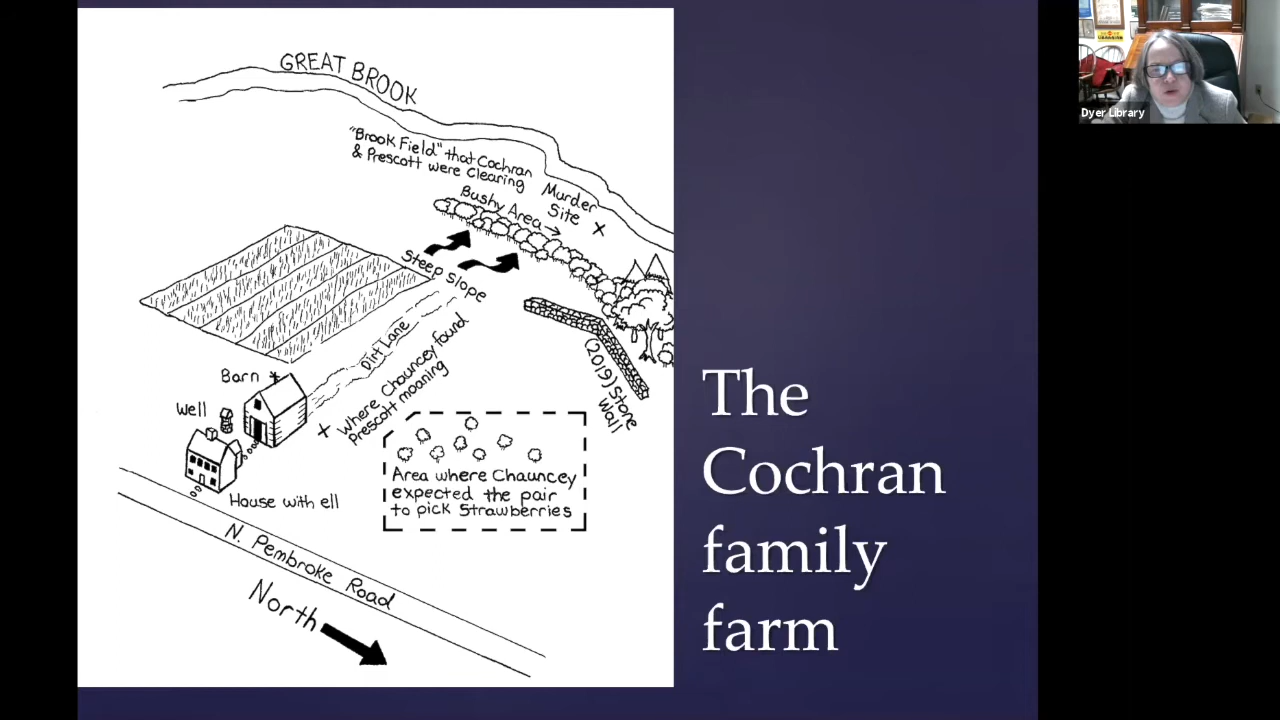 GREAT BROOK
"Brook Field" that Cochran
& Prescott were Clearing
Murder
Site
X
Bushy Area →
Steep Slope
Dirt Lane
Barn
Well
X Where Chauncey found
Prescott moaning
(2019) Stone
Wall
Area where Chauncey
expected the pair
to pick Strawberries
House with ell
N. Pembroke Road
North
The
Cochran
family
farm
Dyer Library